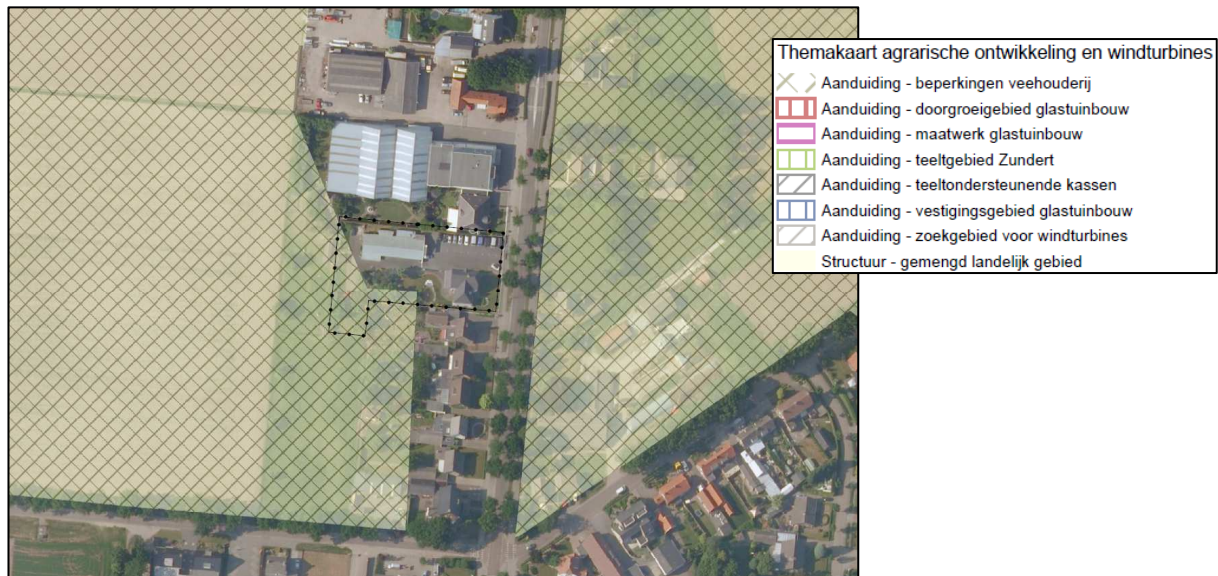 Themakaart agrarische ontwikkeling en windturbines
Aanduiding - beperkingen veehouderij
Aanduiding - doorgroeigebied glastuinbouw
Aanduiding - maatwerk glastuinbouw
Aanduiding - teeltgebied Zundert
Aanduiding - teeltondersteunende kassen
Aanduiding - vestigingsgebied glastuinbouw
Aanduiding - zoekgebied voor windturbines
Structuur - gemengd landelijk gebied